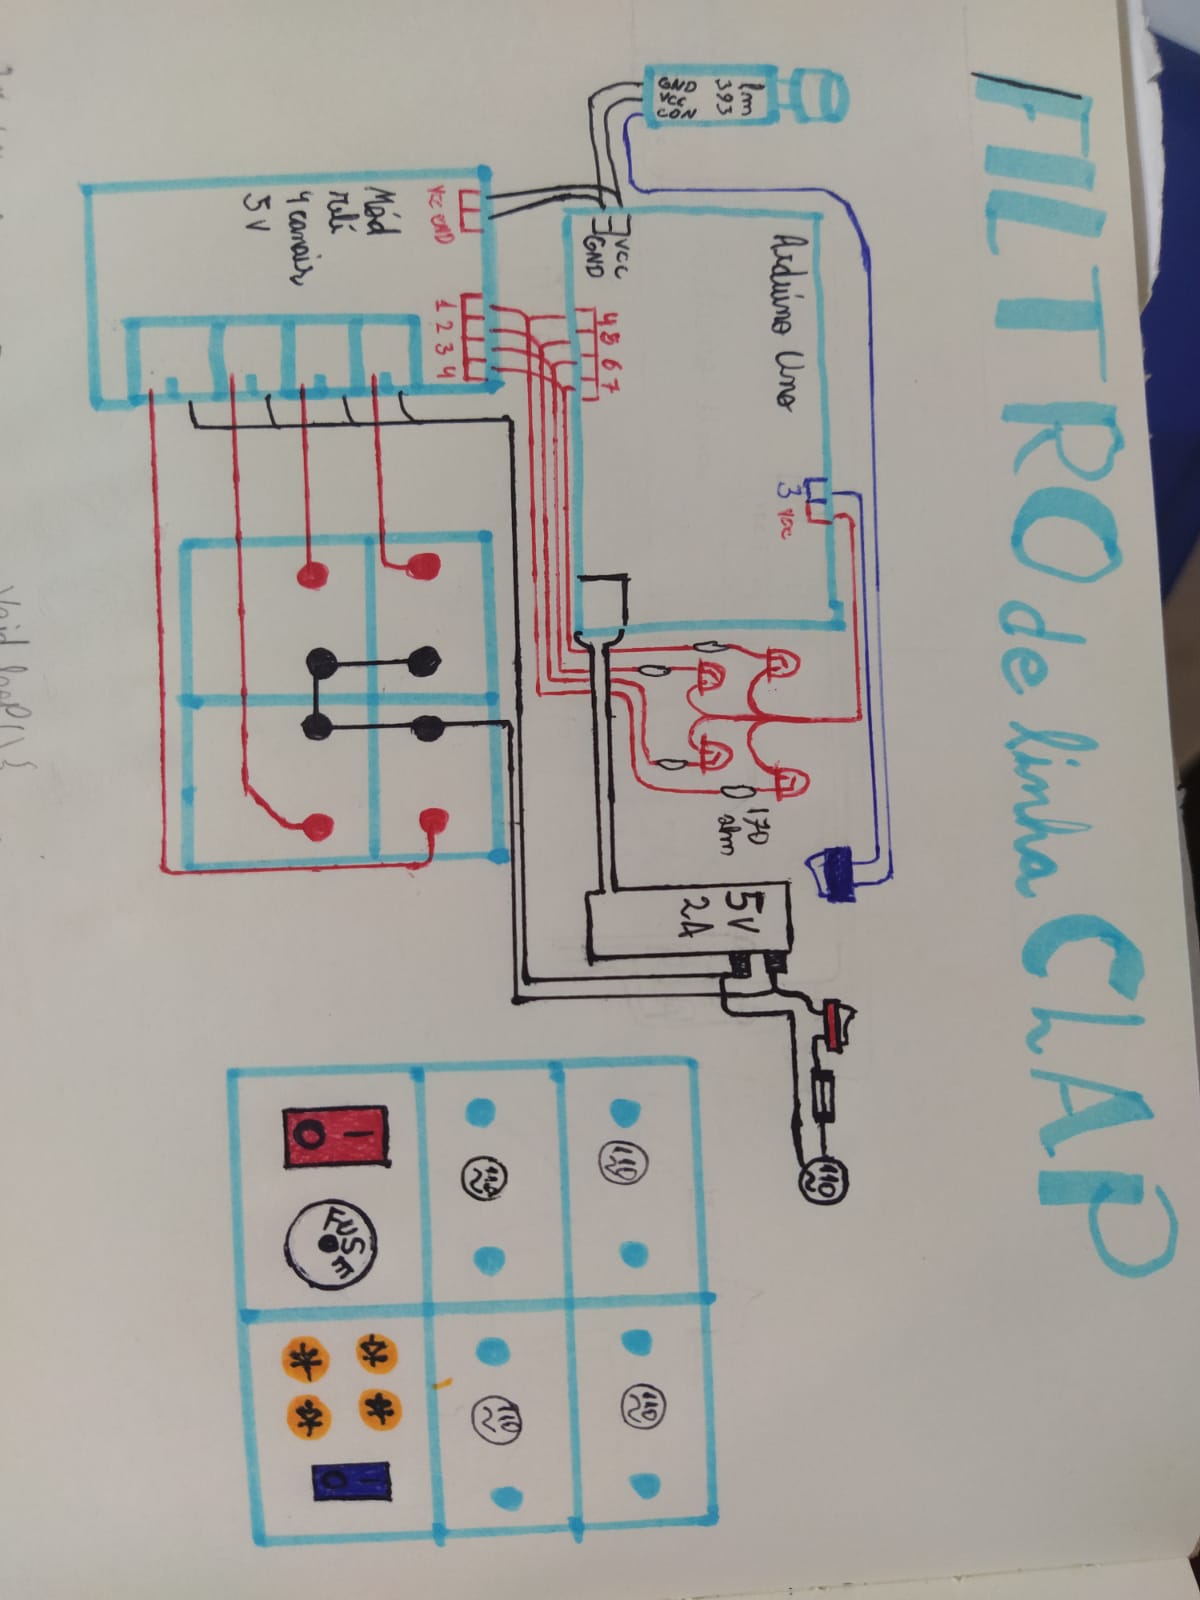 FILTRO de linha CLAP
lm
393
GND
VCC
CON
Arduino Uno
VCC
GND
4 5 6 7
3 vcc
Mód
relé
4 canais
5V
VCC GND
1 2 3 4
170
ohm
5V
2A
110
~
110
~
110
~
110
~
110
~
I
O
FUSE
I
O
Void loop() {